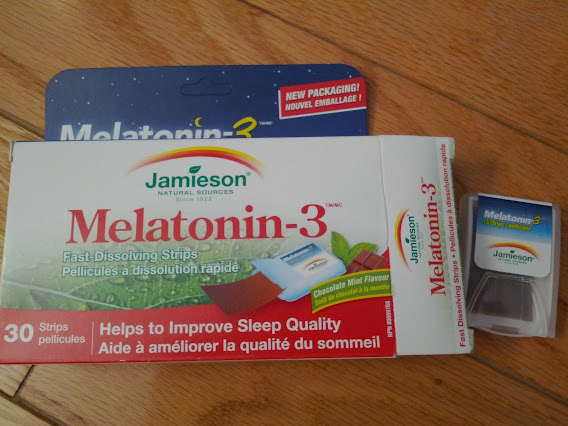 NEW PACKAGING!
NOUVEL EMBALLAGE !
Melatonin-3 TM/MC
Jamieson
NATURAL SOURCES
Since 1922
Melatonin-3 TM/MC
Fast-Dissolving Strips
Pellicules à dissolution rapide
Chocolate Mint Flavour
Goût de chocolat à la menthe
30 Strips
pellicules
Helps to Improve Sleep Quality
Aide à améliorer la qualité du sommeil
Jamieson
Melatonin-3
Fast Dissolving Strips • Pellicules à dissolution rapide
Melatonin-3
Jamieson